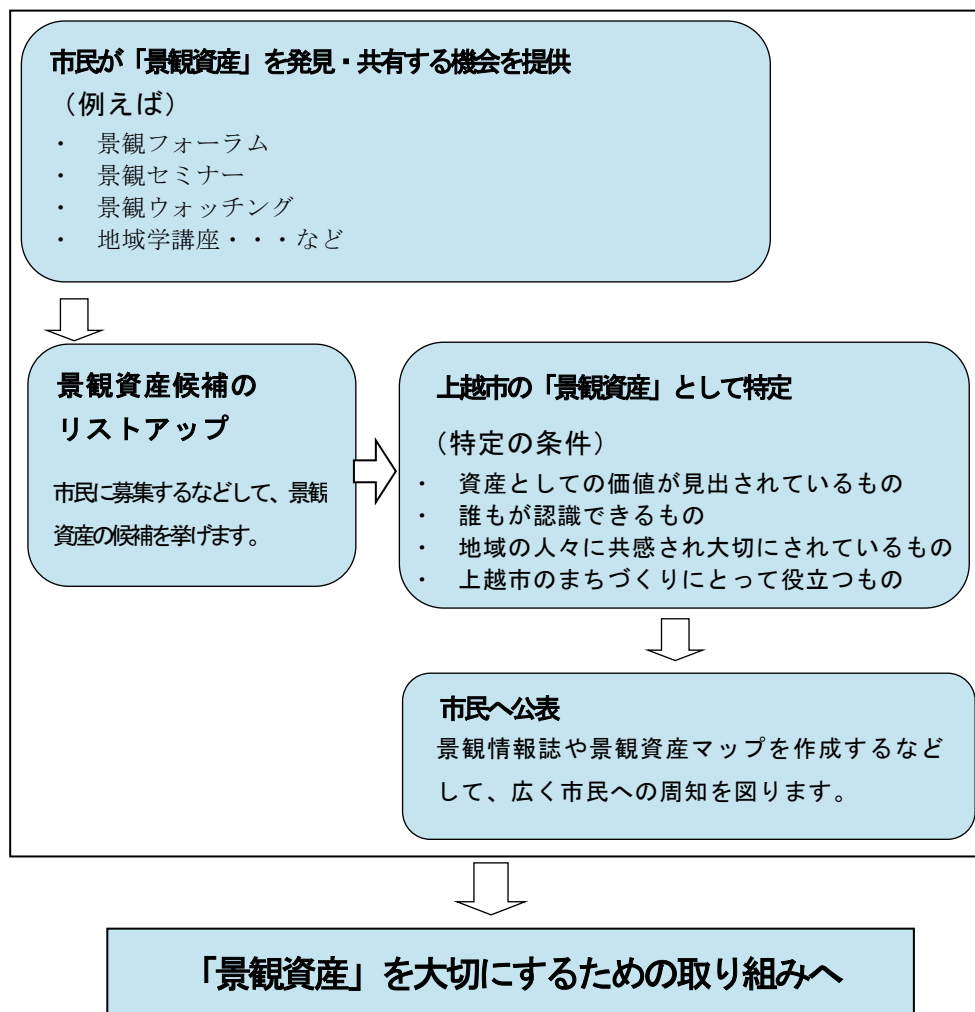 市民が「景観資産」を発見・共有する機会を提供
（例えば）
・ 景観フォーラム
・ 景観セミナー
・ 景観ウォッチング
・ 地域学講座・・・など
景観資産候補の
リストアップ
市民に募集するなどして、景観
資産の候補を挙げます。
上越市の「景観資産」として特定
（特定の条件）
・ 資産としての価値が見出されているもの
・ 誰もが認識できるもの
・ 地域の人々に共感され大切にされているもの
・ 上越市のまちづくりにとって役立つもの
市民へ公表
景観情報誌や景観資産マップを作成するなど
して、広く市民への周知を図ります。
「景観資産」を大切にするための取り組みへ